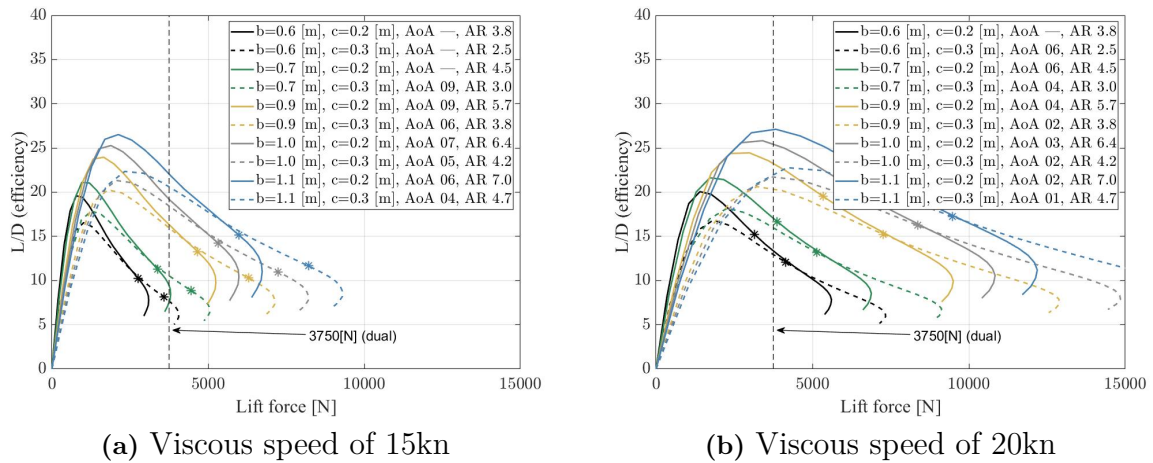 40
35
30
25
20
15
10
5
0
L/D (efficiency)
b=0.6 [m], c=0.2 [m], AoA —, AR 3.8
b=0.6 [m], c=0.3 [m], AoA —, AR 2.5
b=0.7 [m], c=0.2 [m], AoA —, AR 4.5
b=0.7 [m], c=0.3 [m], AoA 09, AR 3.0
b=0.9 [m], c=0.2 [m], AoA 09, AR 5.7
b=0.9 [m], c=0.3 [m], AoA 06, AR 3.8
b=1.0 [m], c=0.2 [m], AoA 07, AR 6.4
b=1.0 [m], c=0.3 [m], AoA 05, AR 4.2
b=1.1 [m], c=0.2 [m], AoA 06, AR 7.0
b=1.1 [m], c=0.3 [m], AoA 04, AR 4.7
3750[N] (dual)
0 5000 10000 15000
Lift force [N]
(a) Viscous speed of 15kn
40
35
30
25
20
15
10
5
0
L/D (efficiency)
b=0.6 [m], c=0.2 [m], AoA —, AR 3.8
b=0.6 [m], c=0.3 [m], AoA 06, AR 2.5
b=0.7 [m], c=0.2 [m], AoA 06, AR 4.5
b=0.7 [m], c=0.3 [m], AoA 04, AR 3.0
b=0.9 [m], c=0.2 [m], AoA 04, AR 5.7
b=0.9 [m], c=0.3 [m], AoA 02, AR 3.8
b=1.0 [m], c=0.2 [m], AoA 03, AR 6.4
b=1.0 [m], c=0.3 [m], AoA 02, AR 4.2
b=1.1 [m], c=0.2 [m], AoA 02, AR 7.0
b=1.1 [m], c=0.3 [m], AoA 01, AR 4.7
3750[N] (dual)
0 5000 10000 15000
Lift force [N]
(b) Viscous speed of 20kn